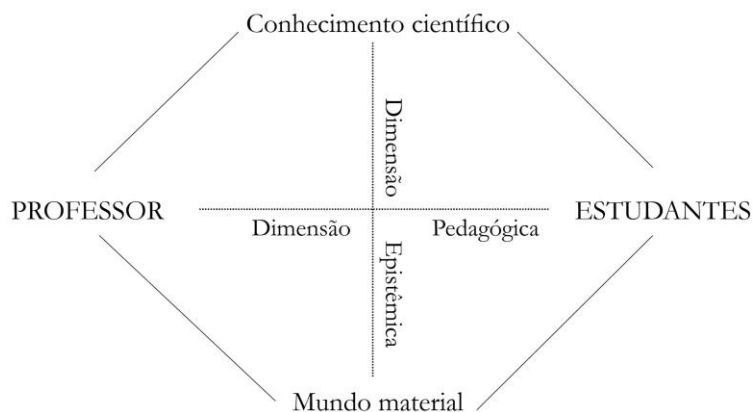 Conhecimento científico
Dimensão
PROFESSOR
ESTUDANTES
Dimensão
Pedagógica
Epistêmica
Mundo material